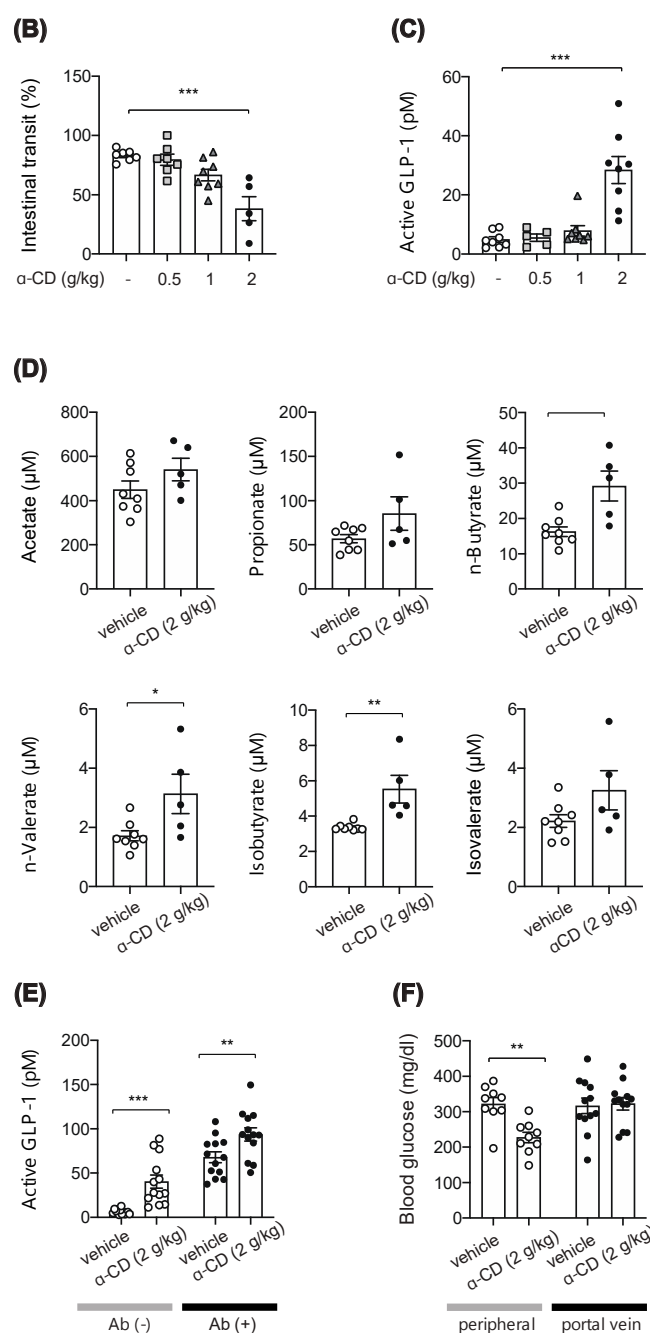 (B)
Intestinal transit (%)
150
100
50
0
***
α-CD (g/kg) - 0.5 1 2
(C)
Active GLP-1 (pM)
60
40
20
0
***
α-CD (g/kg) - 0.5 1 2
(D)
Acetate (µM)
800
600
400
200
0
vehicle
α-CD (2 g/kg)
Propionate (µM)
200
150
100
50
0
vehicle
α-CD (2 g/kg)
n-Butyrate (µM)
50
40
30
20
10
0
vehicle
α-CD (2 g/kg)
n-Valerate (µM)
6
4
2
0
*
vehicle
α-CD (2 g/kg)
Isobutyrate (µM)
10
8
6
4
2
0
**
vehicle
α-CD (2 g/kg)
Isovalerate (µM)
6
4
2
0
vehicle
αCD (2 g/kg)
(E)
Active GLP-1 (pM)
200
150
100
50
0
***
**
vehicle
α-CD (2 g/kg)
vehicle
α-CD (2 g/kg)
Ab (-)
Ab (+)
(F)
Blood glucose (mg/dl)
500
400
300
200
100
0
**
vehicle
α-CD (2 g/kg)
vehicle
α-CD (2 g/kg)
peripheral
portal vein